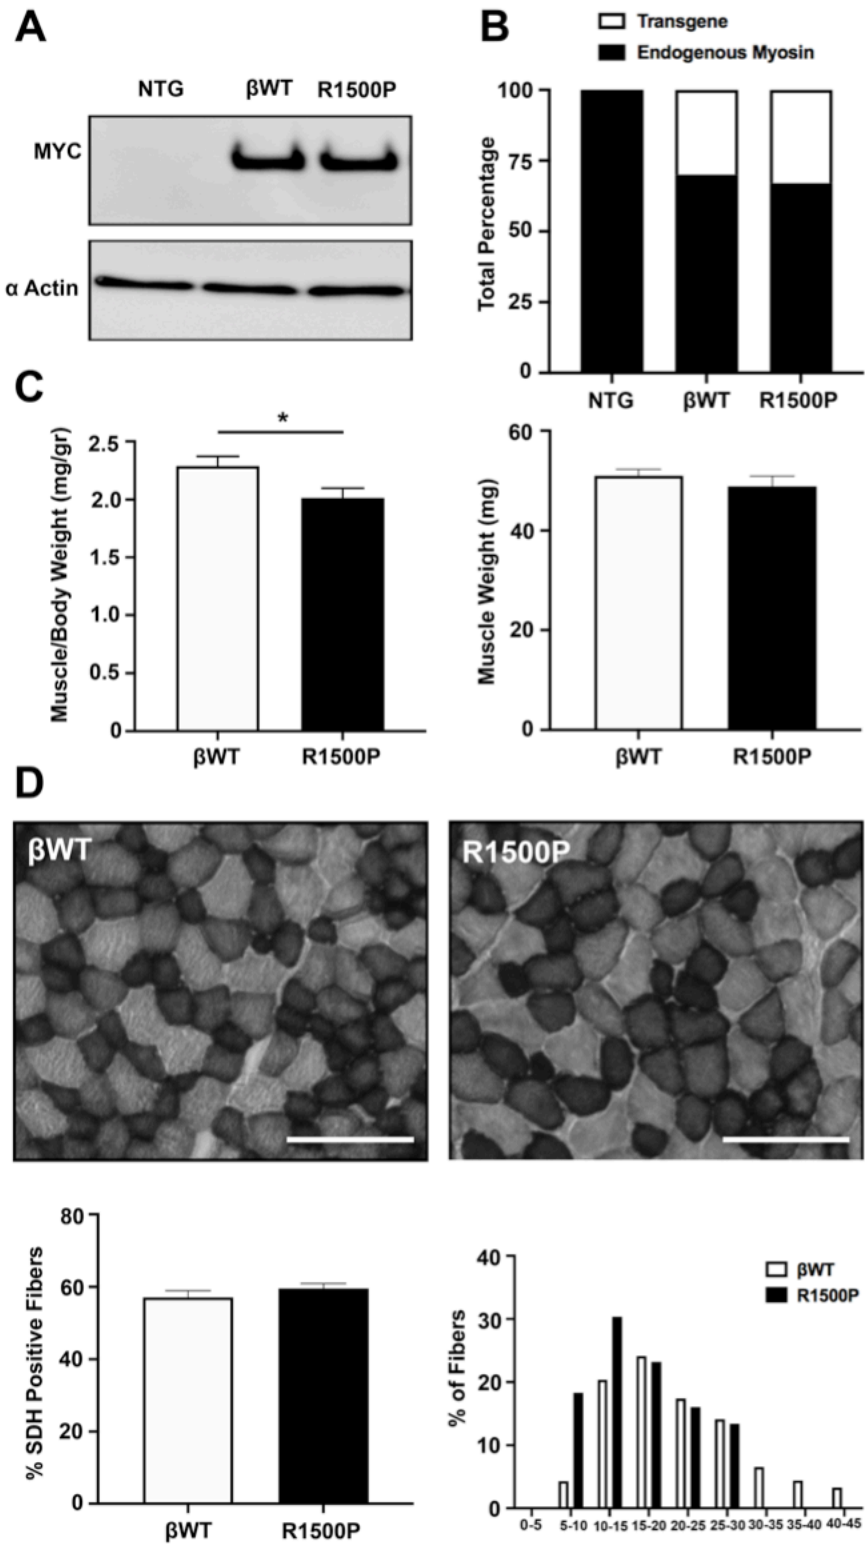 A
NTG βWT R1500P
MYC
α Actin
B
Transgene
Endogenous Myosin
Total Percentage
100
75
50
25
0
NTG βWT R1500P
C
Muscle/Body Weight (mg/gr)
2.5
2.0
1.5
1.0
0.5
0
*
βWT R1500P
Muscle Weight (mg)
60
40
20
0
βWT R1500P
D
βWT
R1500P
% SDH Positive Fibers
80
60
40
20
0
βWT R1500P
% of Fibers
40
30
20
10
0
βWT
R1500P
0-5 5-10 10-15 15-20 20-25 25-30 30-35 35-40 40-45